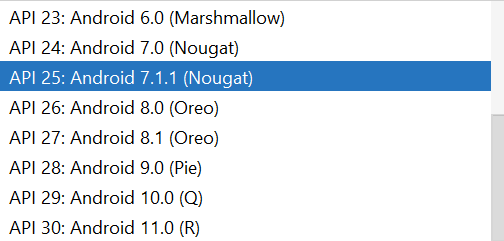 API 23: Android 6.0 (Marshmallow)
API 24: Android 7.0 (Nougat)
API 25: Android 7.1.1 (Nougat)
API 26: Android 8.0 (Oreo)
API 27: Android 8.1 (Oreo)
API 28: Android 9.0 (Pie)
API 29: Android 10.0 (Q)
API 30: Android 11.0 (R)